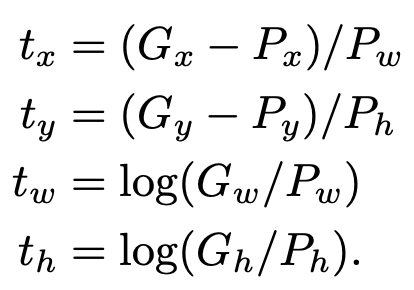 t_x = (G_x − P_x)/P_w
t_y = (G_y − P_y)/P_h
t_w = log(G_w/P_w)
t_h = log(G_h/P_h).